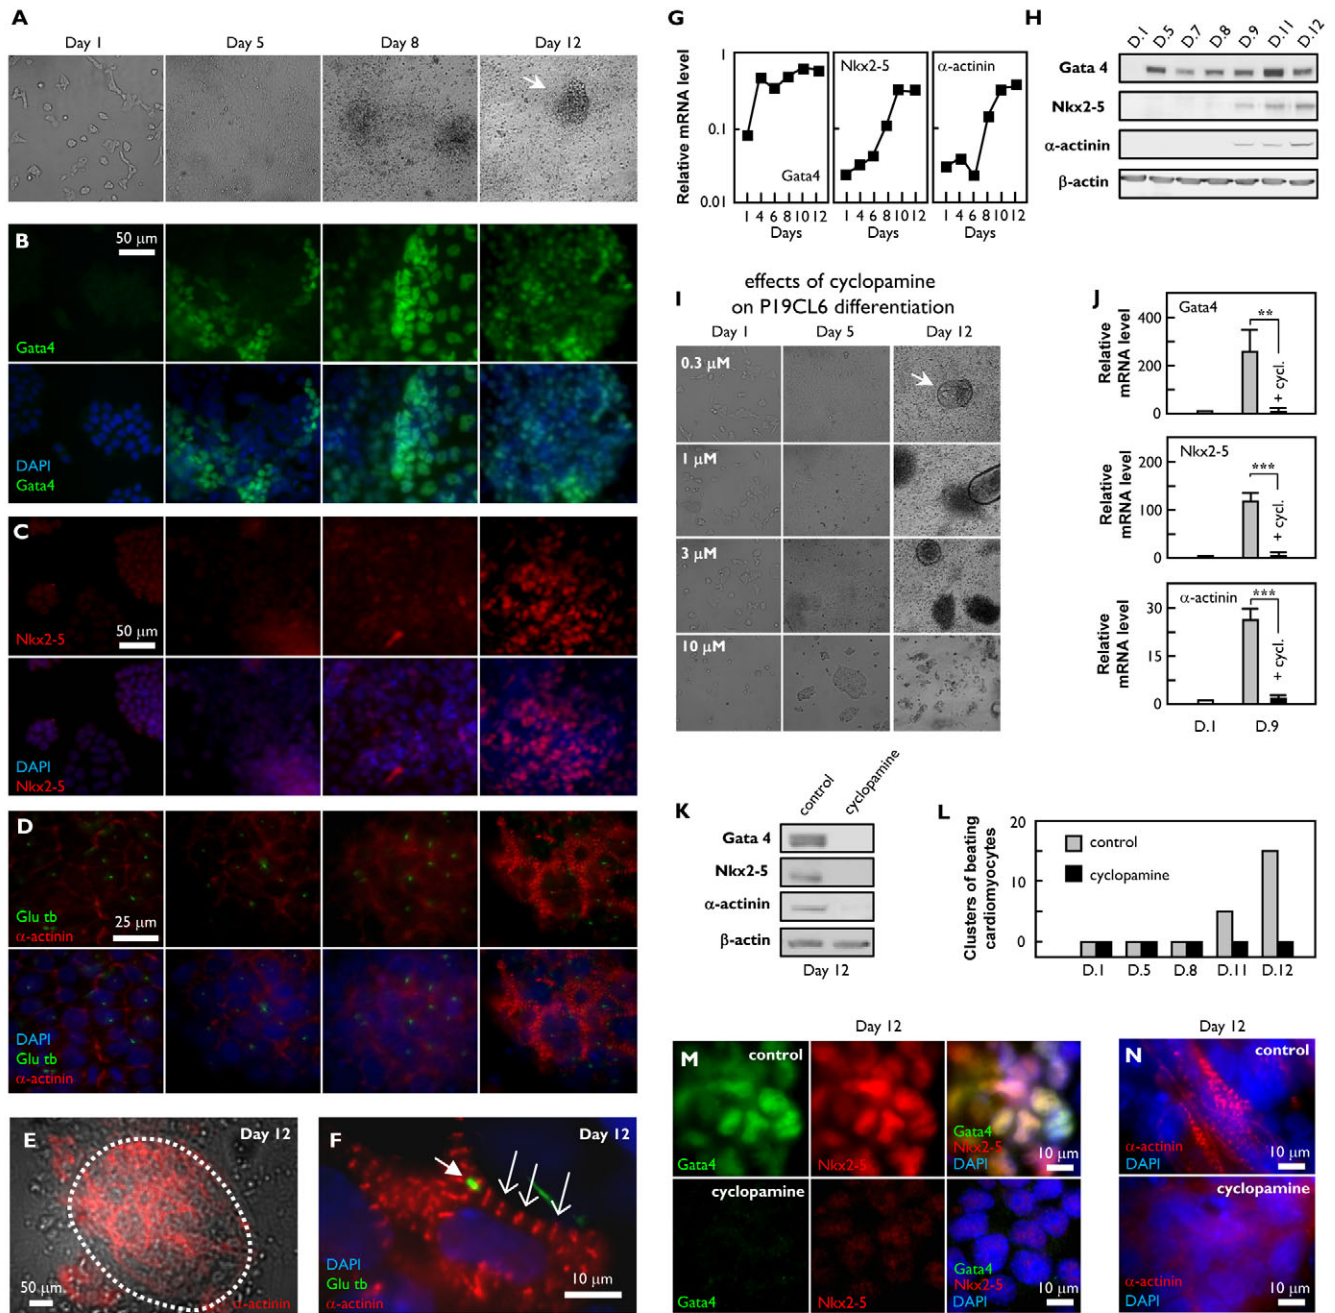 A
Day 1 Day 5 Day 8 Day 12
B
50 μm
Gata4
DAPI
Gata4
C
Nkx2-5
50 μm
DAPI
Nkx2-5
D
Glu tb
α-actinin
25 μm
DAPI
Glu tb
α-actinin
E
Day 12
50 μm
α-actinin
F
Day 12
DAPI
Glu tb
α-actinin
10 μm
G
Relative mRNA level
1
0.1
0.01
Gata4
Nkx2-5
α-actinin
1 4 6 8 10 12 1 4 6 8 10 12 1 4 6 8 10 12
Days Days Days
H
D.1 D.5 D.7 D.8 D.9 D.11 D.12
Gata 4
Nkx2-5
α-actinin
β-actin
effects of cyclopamine
I on P19CL6 differentiation
Day 1 Day 5 Day 12
0.3 μM
1 μM
3 μM
10 μM
J
Gata4
Relative
mRNA level
400
200
0
**
+ cycl.
Nkx2-5
Relative
mRNA level
200
100
0
***
+ cycl.
α-actinin
Relative
mRNA level
30
15
0
***
+ cycl.
D.1 D.9
K
control cyclopamine
Gata 4
Nkx2-5
α-actinin
β-actin
Day 12
L
Clusters of beating
cardiomyocytes
20
10
0
control
cyclopamine
D.1 D.5 D.8 D.11 D.12
Day 12
M
control
Gata4
Nkx2-5
Gata4
Nkx2-5
DAPI
10 μm
cyclopamine
Gata4
Nkx2-5
Gata4
Nkx2-5
DAPI
10 μm
Day 12
N
control
α-actinin
DAPI
10 μm
cyclopamine
α-actinin
DAPI
10 μm